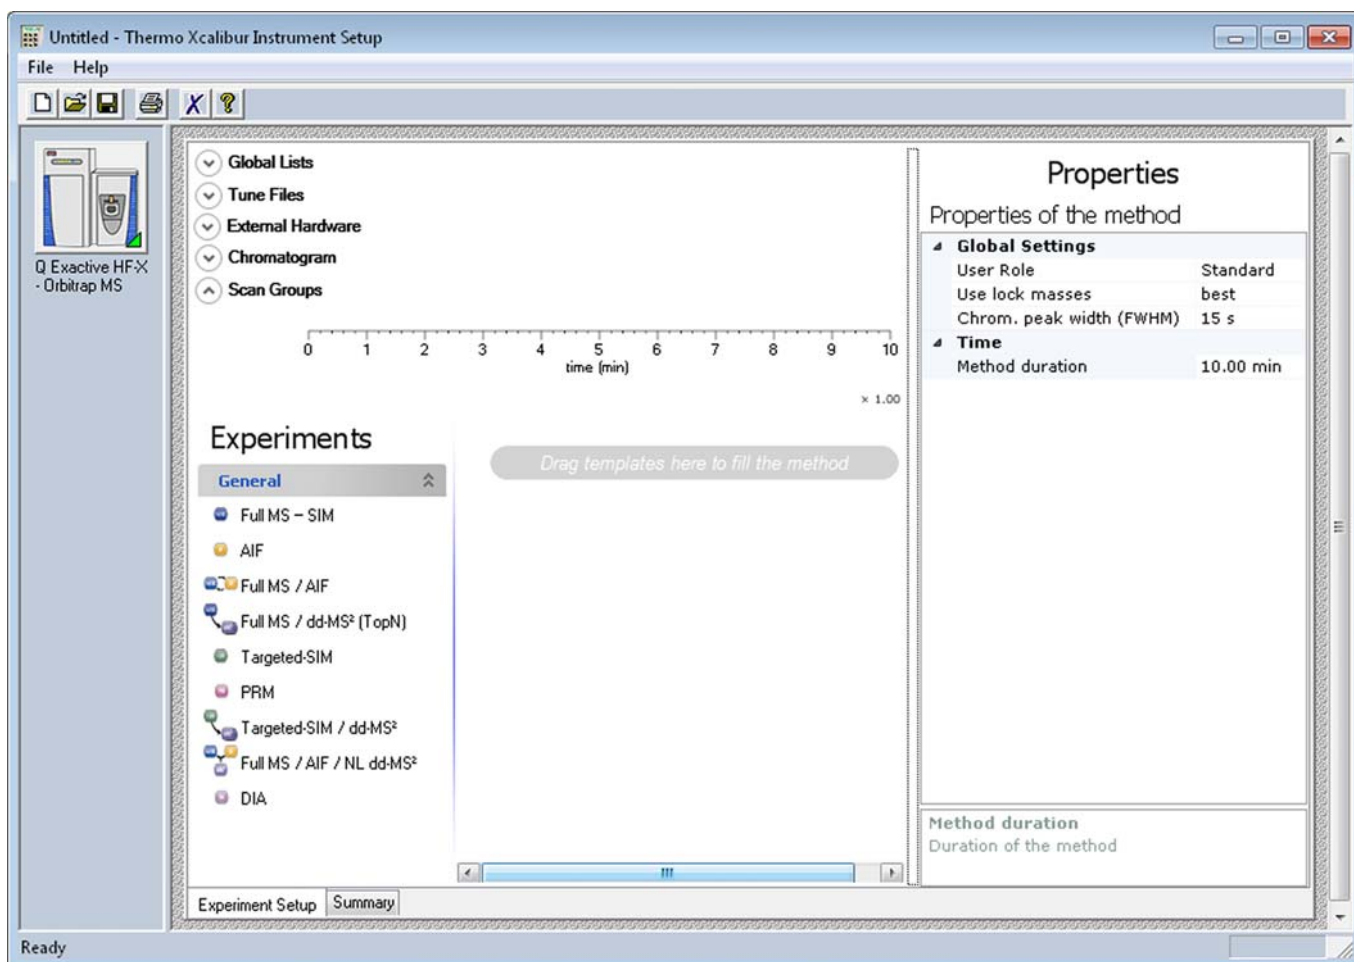 Untitled - Thermo Xcalibur Instrument Setup
File Help
Q Exactive HF-X
- Orbitrap MS
Global Lists
Tune Files
External Hardware
Chromatogram
Scan Groups
0 1 2 3 4 5 6 7 8 9 10
time (min)
× 1.00
Experiments
General
Full MS – SIM
AIF
Full MS / AIF
Full MS / dd-MS² (TopN)
Targeted-SIM
PRM
Targeted-SIM / dd-MS²
Full MS / AIF / NL dd-MS²
DIA
Drag templates here to fill the method
Experiment Setup Summary
Properties
Properties of the method
Global Settings
User Role Standard
Use lock masses best
Chrom. peak width (FWHM) 15 s
Time
Method duration 10.00 min
Method duration
Duration of the method
Ready